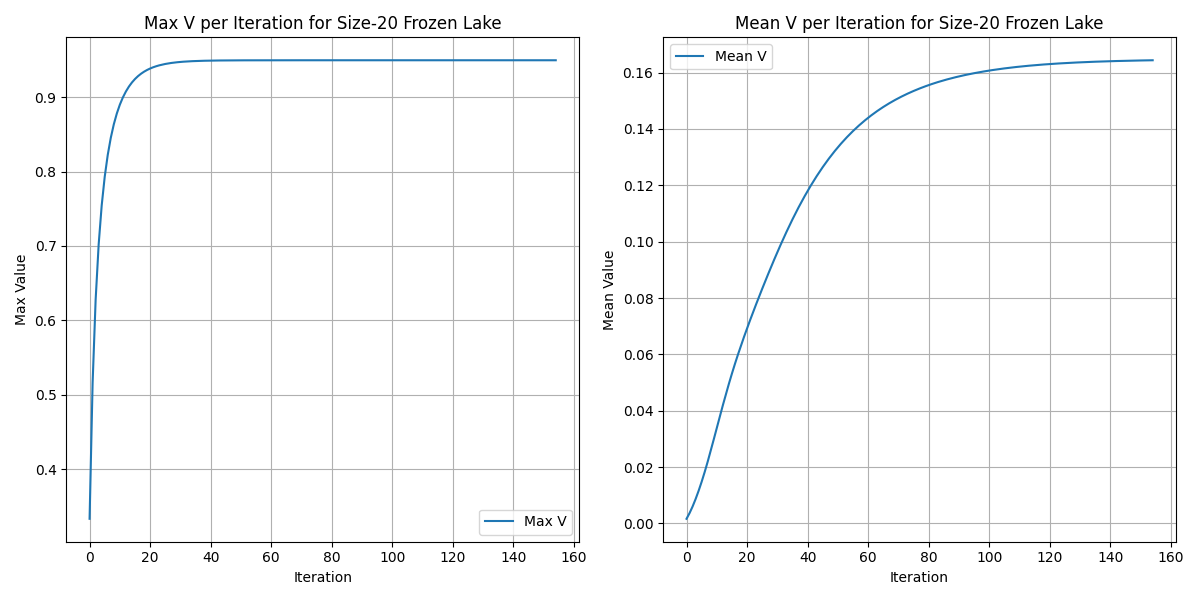 Max V per Iteration for Size-20 Frozen Lake
Max Value
0.9
0.8
0.7
0.6
0.5
0.4
Max V
0 20 40 60 80 100 120 140 160
Iteration
Mean V per Iteration for Size-20 Frozen Lake
Mean V
Mean Value
0.16
0.14
0.12
0.10
0.08
0.06
0.04
0.02
0.00
0 20 40 60 80 100 120 140 160
Iteration